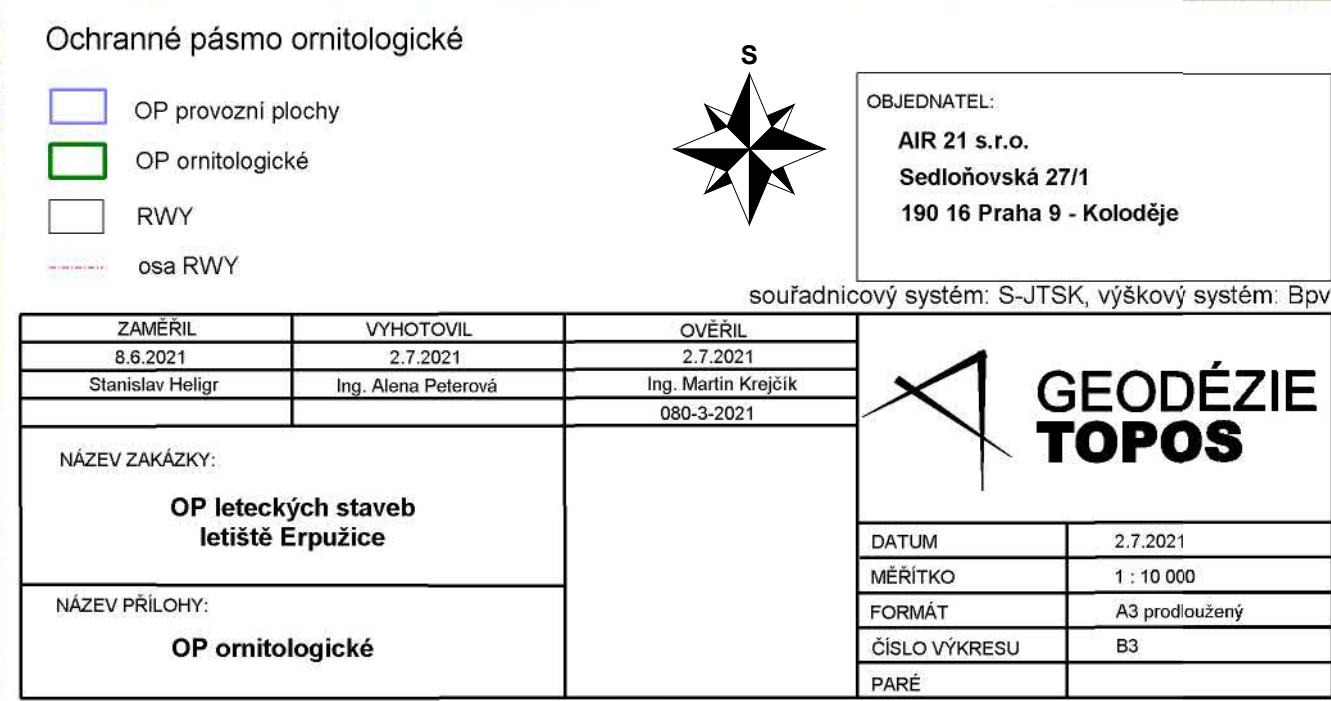 Ochranné pásmo ornitologické
OP provozní plochy
OP ornitologické
RWY
osa RWY
S
OBJEDNATEL:
AIR 21 s.r.o.
Sedloňovská 27/1
190 16 Praha 9 - Koloděje
souřadnicový systém: S-JTSK, výškový systém: Bpv
ZAMĚŘIL VYHOTOVIL OVĚŘIL
8.6.2021 2.7.2021 2.7.2021
Stanislav Heligr Ing. Alena Peterová Ing. Martin Krejčík
080-3-2021
NÁZEV ZAKÁZKY:
OP leteckých staveb
letiště Erpužice
NÁZEV PŘÍLOHY:
OP ornitologické
GEODÉZIE
TOPOS
DATUM 2.7.2021
MĚŘÍTKO 1 : 10 000
FORMÁT A3 prodloužený
ČÍSLO VÝKRESU B3
PARÉ